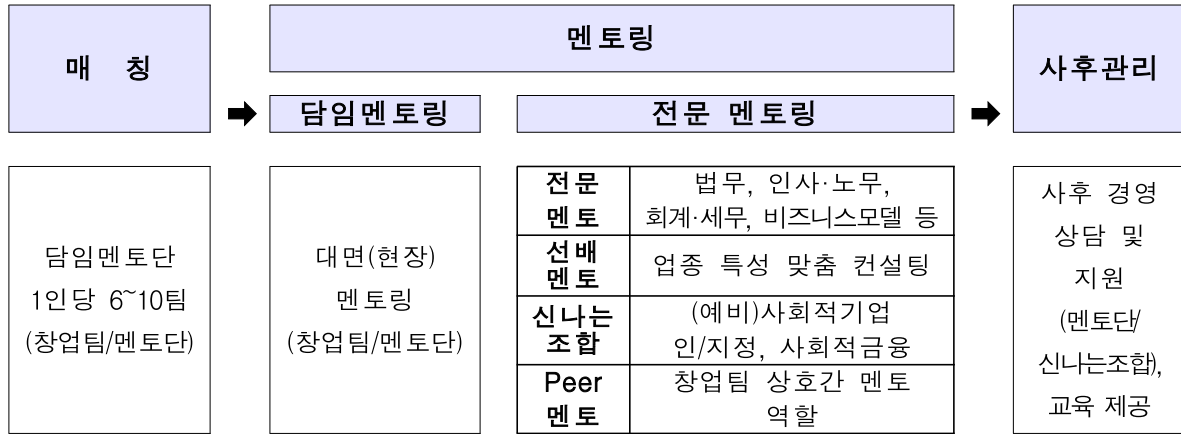 매 칭
멘토링
사후관리
담임멘토링
전문 멘토링
담임멘토단
1인당 6~10팀
(창업팀/멘토단)
대면(현장)
멘토링
(창업팀/멘토단)
전문
멘토
법무, 인사·노무,
회계·세무, 비즈니스모델 등
선배
멘토
업종 특성 맞춤 컨설팅
신나는
조합
(예비)사회적기업
인/지정, 사회적금융
Peer
멘토
창업팀 상호간 멘토
역할
사후 경영
상담 및
지원
(멘토단/
신나는조합),
교육 제공